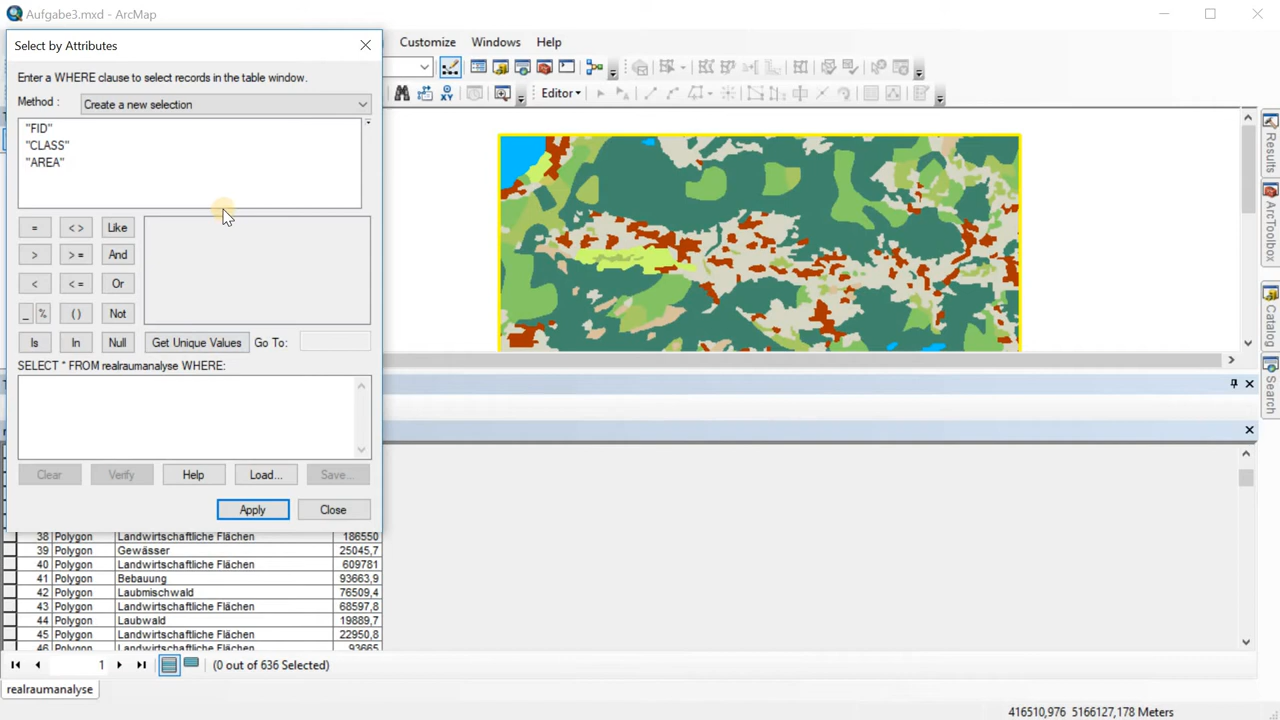 Aufgabe3.mxd - ArcMap
Select by Attributes
Customize Windows Help
Enter a WHERE clause to select records in the table window.
Method : Create a new selection
Editor
"FID"
"CLASS"
"AREA"
= < > Like
> > = And
< < = Or
_ % ( ) Not
Is In Null Get Unique Values Go To:
SELECT * FROM realraumanalyse WHERE:
Clear Verify Help Load... Save...
Apply Close
Results
ArcToolbox
Catalog
Search
38 Polygon Landwirtschaftliche Flächen 186550
39 Polygon Gewässer 25045,7
40 Polygon Landwirtschaftliche Flächen 609781
41 Polygon Bebauung 93663,9
42 Polygon Laubmischwald 76509,4
43 Polygon Landwirtschaftliche Flächen 68597,8
44 Polygon Laubwald 19889,7
45 Polygon Landwirtschaftliche Flächen 22950,8
46 Polygon 93665
1 (0 out of 636 Selected)
realraumanalyse
416510,976 5166127,178 Meters